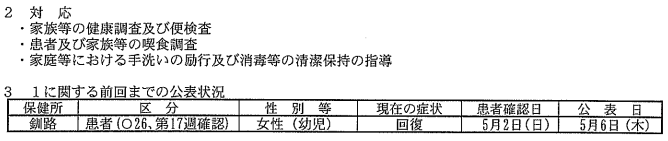 2 対 応
・家族等の健康調査及び便検査
・患者及び家族等の喫食調査
・家庭等における手洗いの励行及び消毒等の清潔保持の指導
3 1に関する前回までの公表状況
保健所 区 分 性 別 等 現在の症状 患者確認日 公 表 日
釧路 患者(〇26、第17週確認) 女性(幼児) 回復 5月2日(日) 5月6日(木)